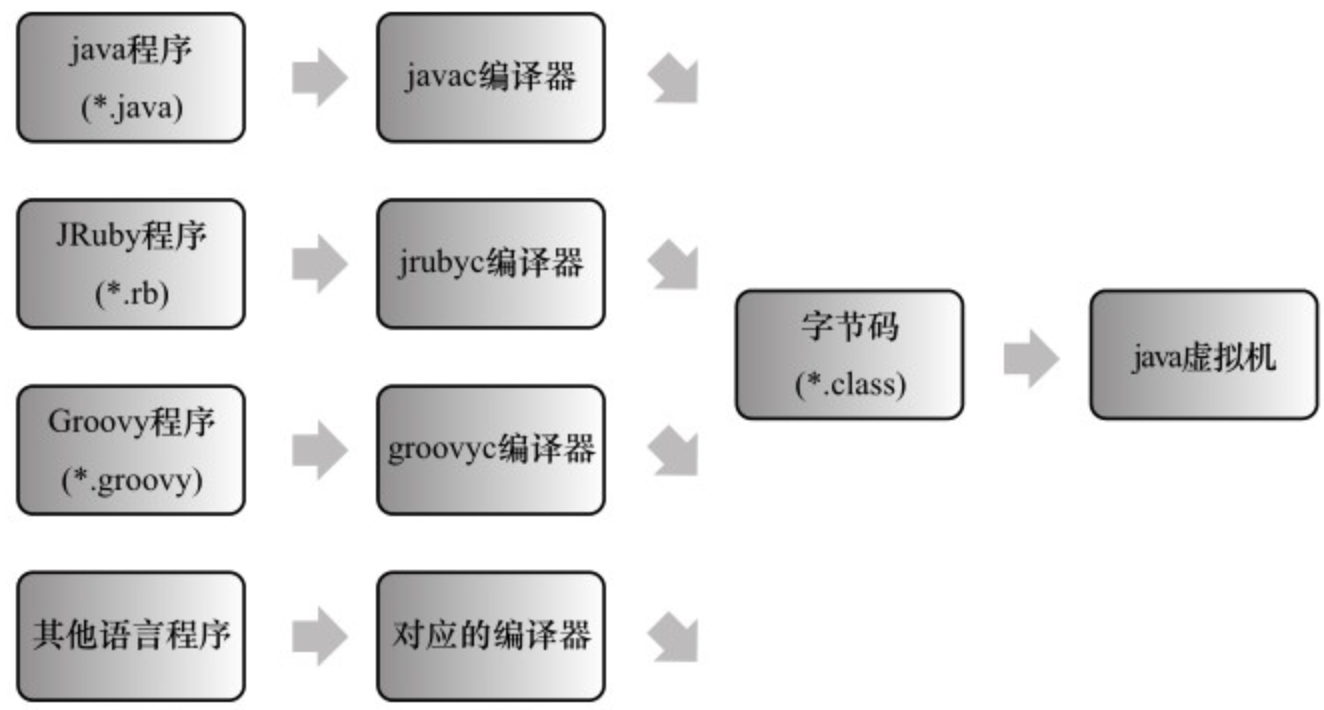 java程序
(*.java)
javac编译器
JRuby程序
(*.rb)
jrubyc编译器
Groovy程序
(*.groovy)
groovyc编译器
其他语言程序
对应的编译器
字节码
(*.class)
java虚拟机